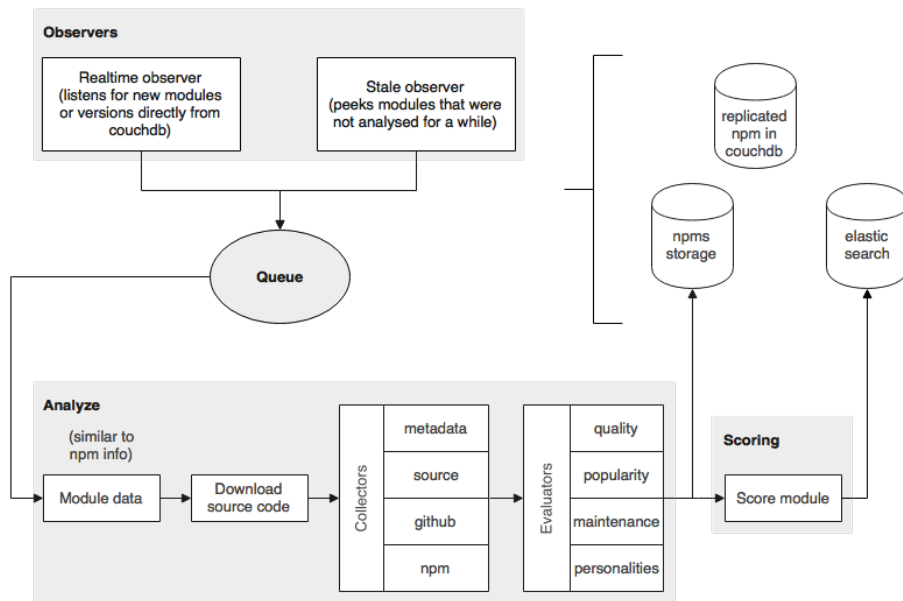 Observers
Realtime observer
(listens for new modules
or versions directly from
couchdb)
Stale observer
(peeks modules that were
not analysed for a while)
replicated
npm in
couchdb
npms
storage
elastic
search
Queue
Analyze
(similar to
npm info)
Module data
Download
source code
Collectors
metadata
source
github
npm
Evaluators
quality
popularity
maintenance
personalities
Scoring
Score module